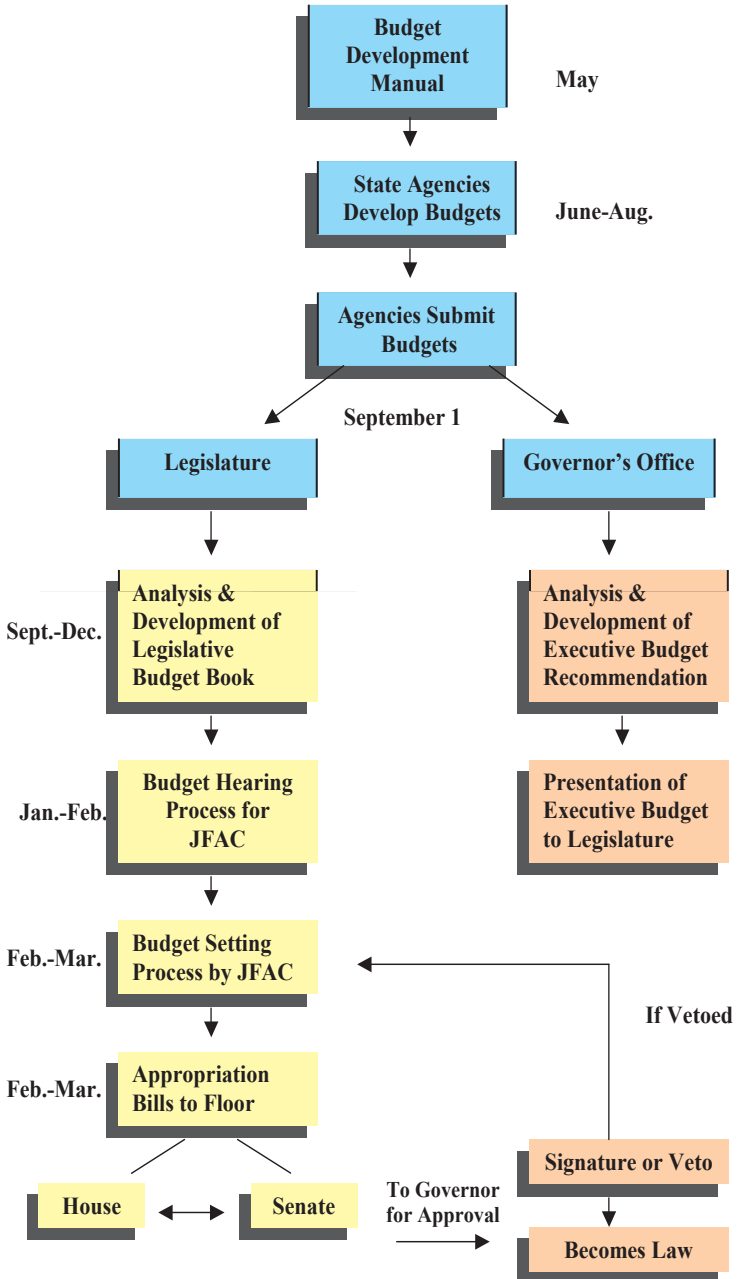 Budget
Development
Manual
May
State Agencies
Develop Budgets
June-Aug.
Agencies Submit
Budgets
September 1
Legislature
Governor's Office
Sept.-Dec.
Analysis &
Development of
Legislative
Budget Book
Analysis &
Development of
Executive Budget
Recommendation
Jan.-Feb.
Budget Hearing
Process for
JFAC
Presentation of
Executive Budget
to Legislature
Feb.-Mar.
Budget Setting
Process by JFAC
If Vetoed
Feb.-Mar.
Appropriation
Bills to Floor
House
Senate
To Governor
for Approval
Signature or Veto
Becomes Law